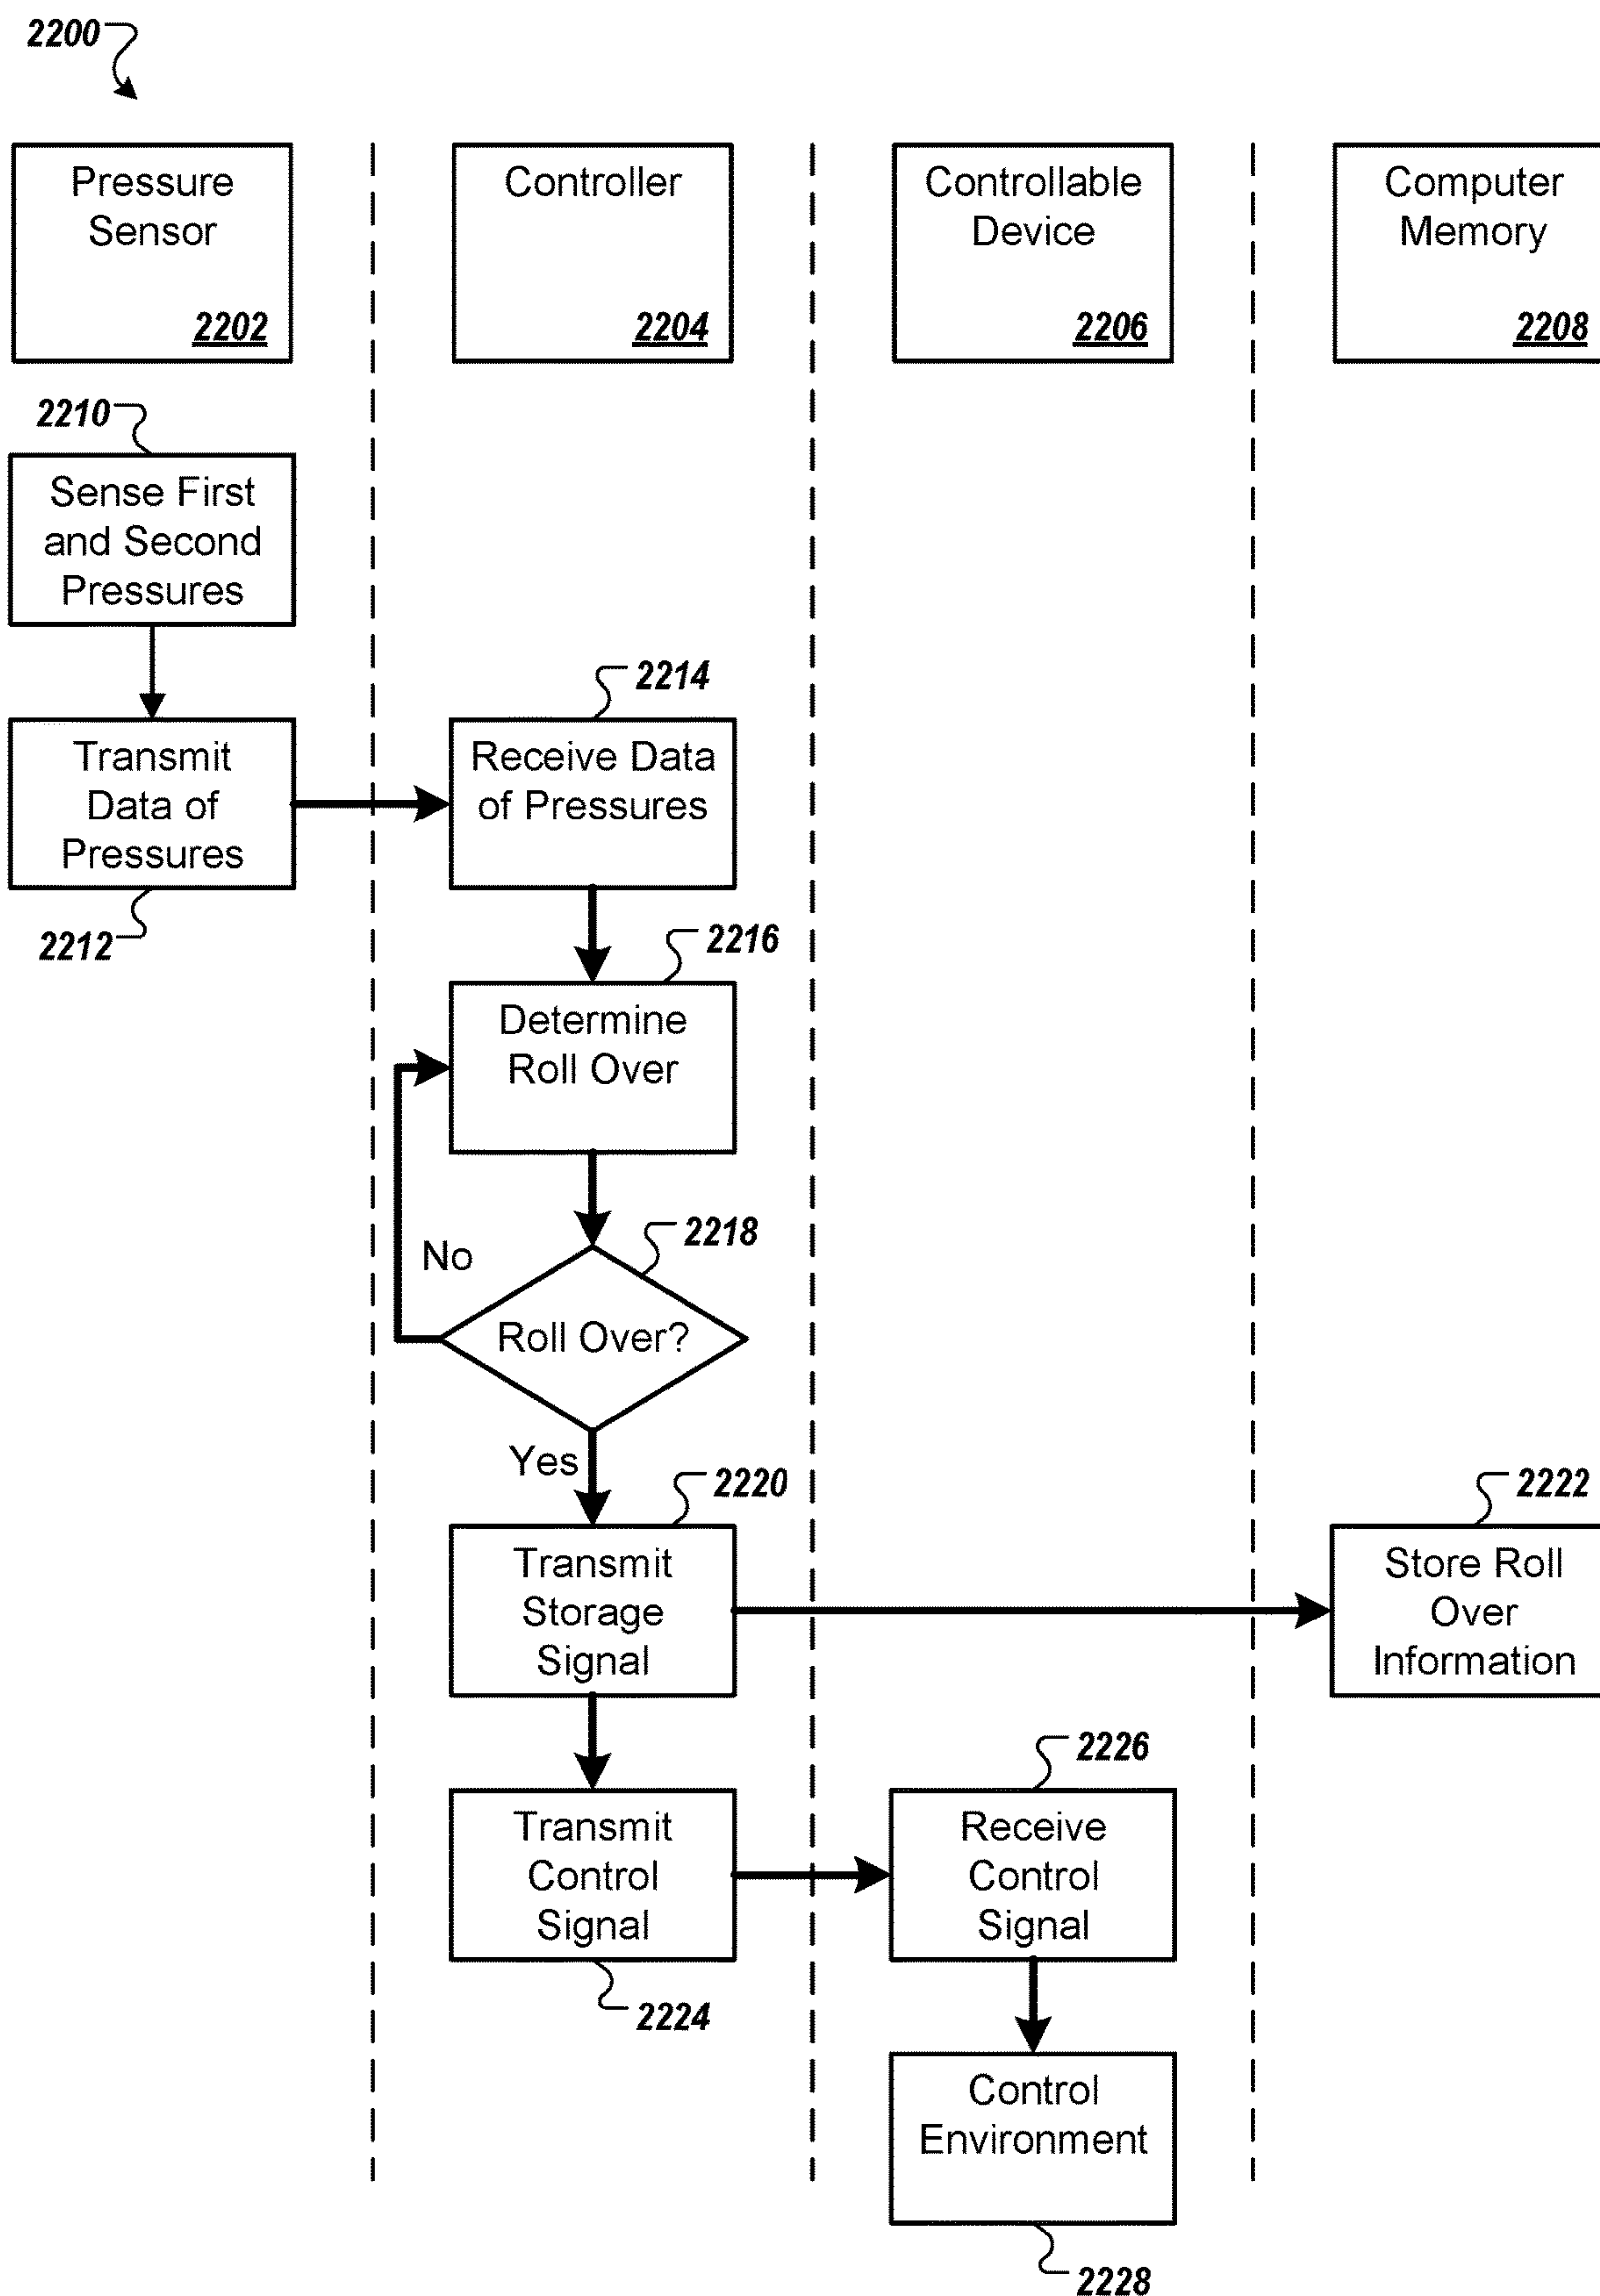 2200
Pressure
Sensor
2202
Controller
2204
Controllable
Device
2206
Computer
Memory
2208
2210
Sense First
and Second
Pressures
Transmit
Data of
Pressures
2212
2214
Receive Data
of Pressures
2216
Determine
Roll Over
2218
No
Roll Over?
Yes
2220
Transmit
Storage
Signal
2222
Store Roll
Over
Information
Transmit
Control
Signal
2224
2226
Receive
Control
Signal
Control
Environment
2228